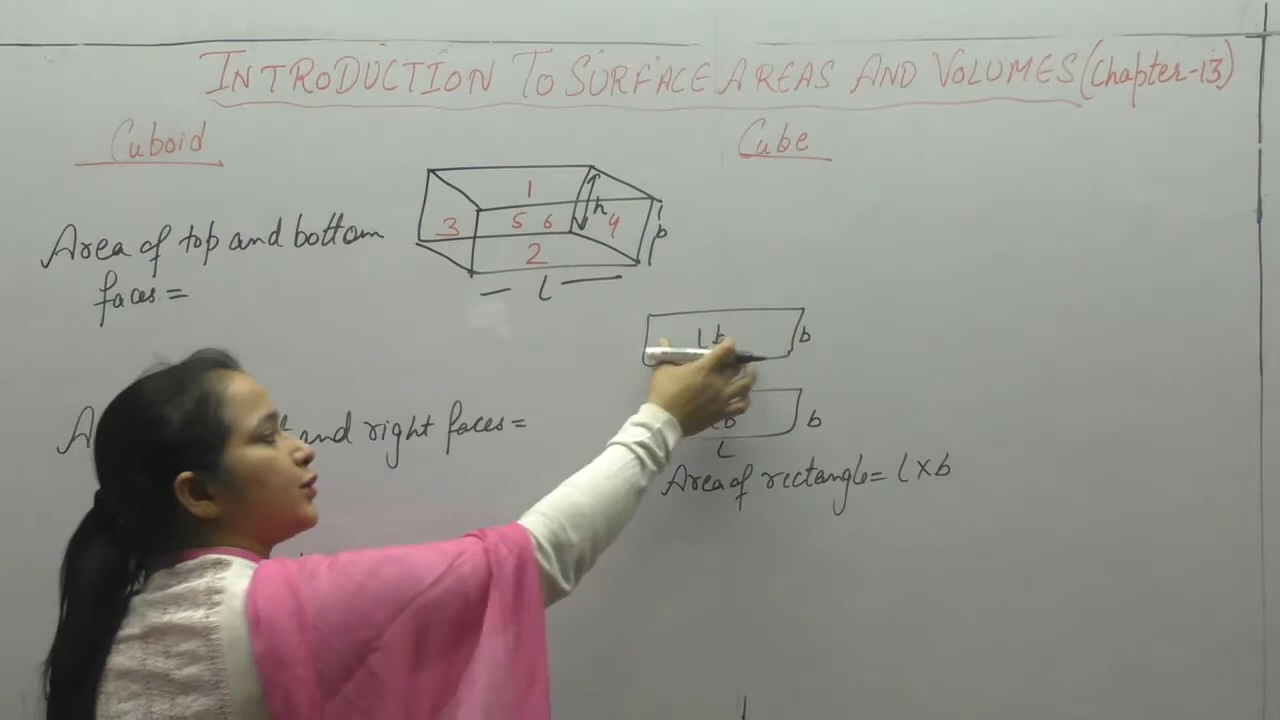 INTRODUCTION TO SURFACE AREAS AND VOLUMES (Chapter-13)
Cuboid
Cube
1
h
3
5 6
4
b
2
l
Area of top and bottom
faces =
lb
b
b
l
and right faces =
Area of rectangle = l x b